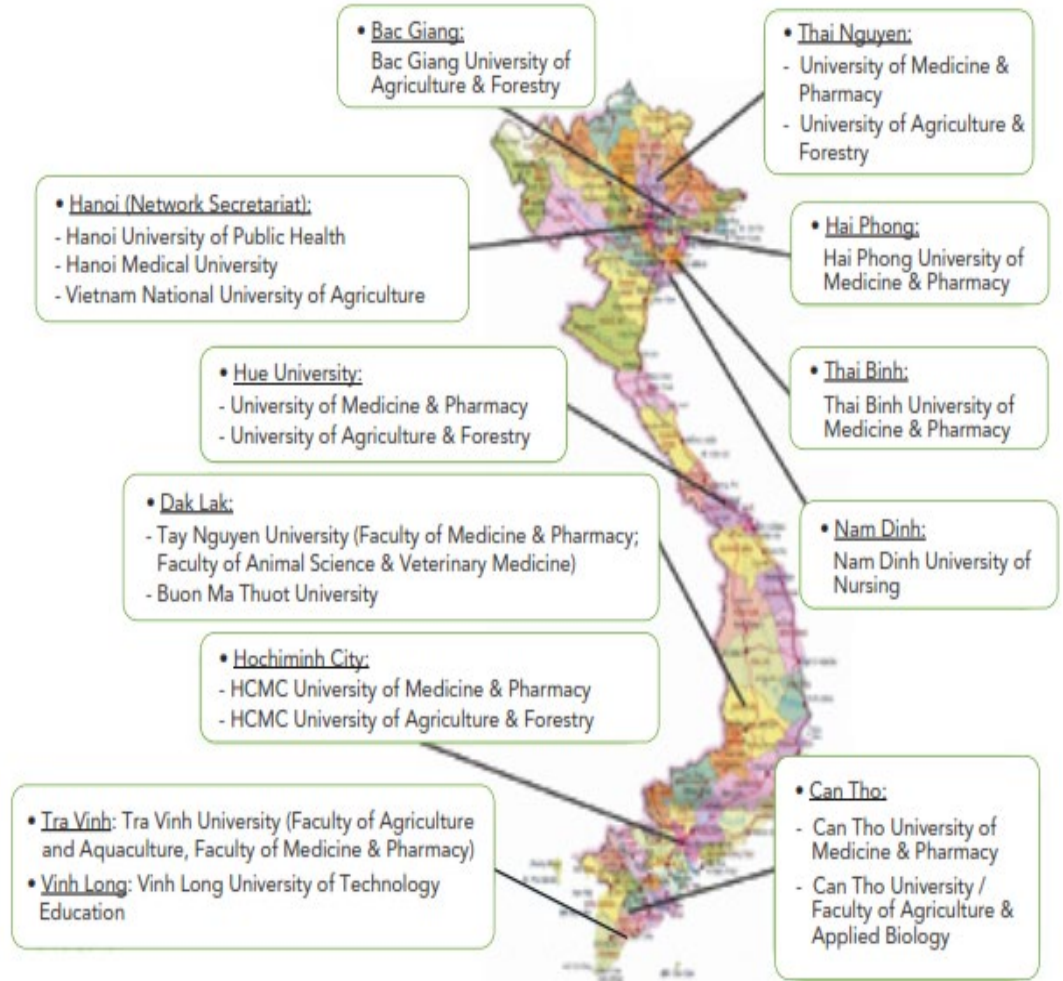 • Bac Giang:
Bac Giang University of
Agriculture & Forestry
• Thai Nguyen:
- University of Medicine &
Pharmacy
- University of Agriculture &
Forestry
• Hanoi (Network Secretariat):
- Hanoi University of Public Health
- Hanoi Medical University
- Vietnam National University of Agriculture
• Hai Phong:
Hai Phong University of
Medicine & Pharmacy
• Hue University:
- University of Medicine & Pharmacy
- University of Agriculture & Forestry
• Thai Binh:
Thai Binh University of
Medicine & Pharmacy
• Dak Lak:
- Tay Nguyen University (Faculty of Medicine & Pharmacy;
Faculty of Animal Science & Veterinary Medicine)
- Buon Ma Thuot University
• Nam Dinh:
Nam Dinh University of
Nursing
• Hochiminh City:
- HCMC University of Medicine & Pharmacy
- HCMC University of Agriculture & Forestry
• Tra Vinh: Tra Vinh University (Faculty of Agriculture
and Aquaculture, Faculty of Medicine & Pharmacy)
• Vinh Long: Vinh Long University of Technology
Education
• Can Tho:
- Can Tho University of
Medicine & Pharmacy
- Can Tho University /
Faculty of Agriculture &
Applied Biology